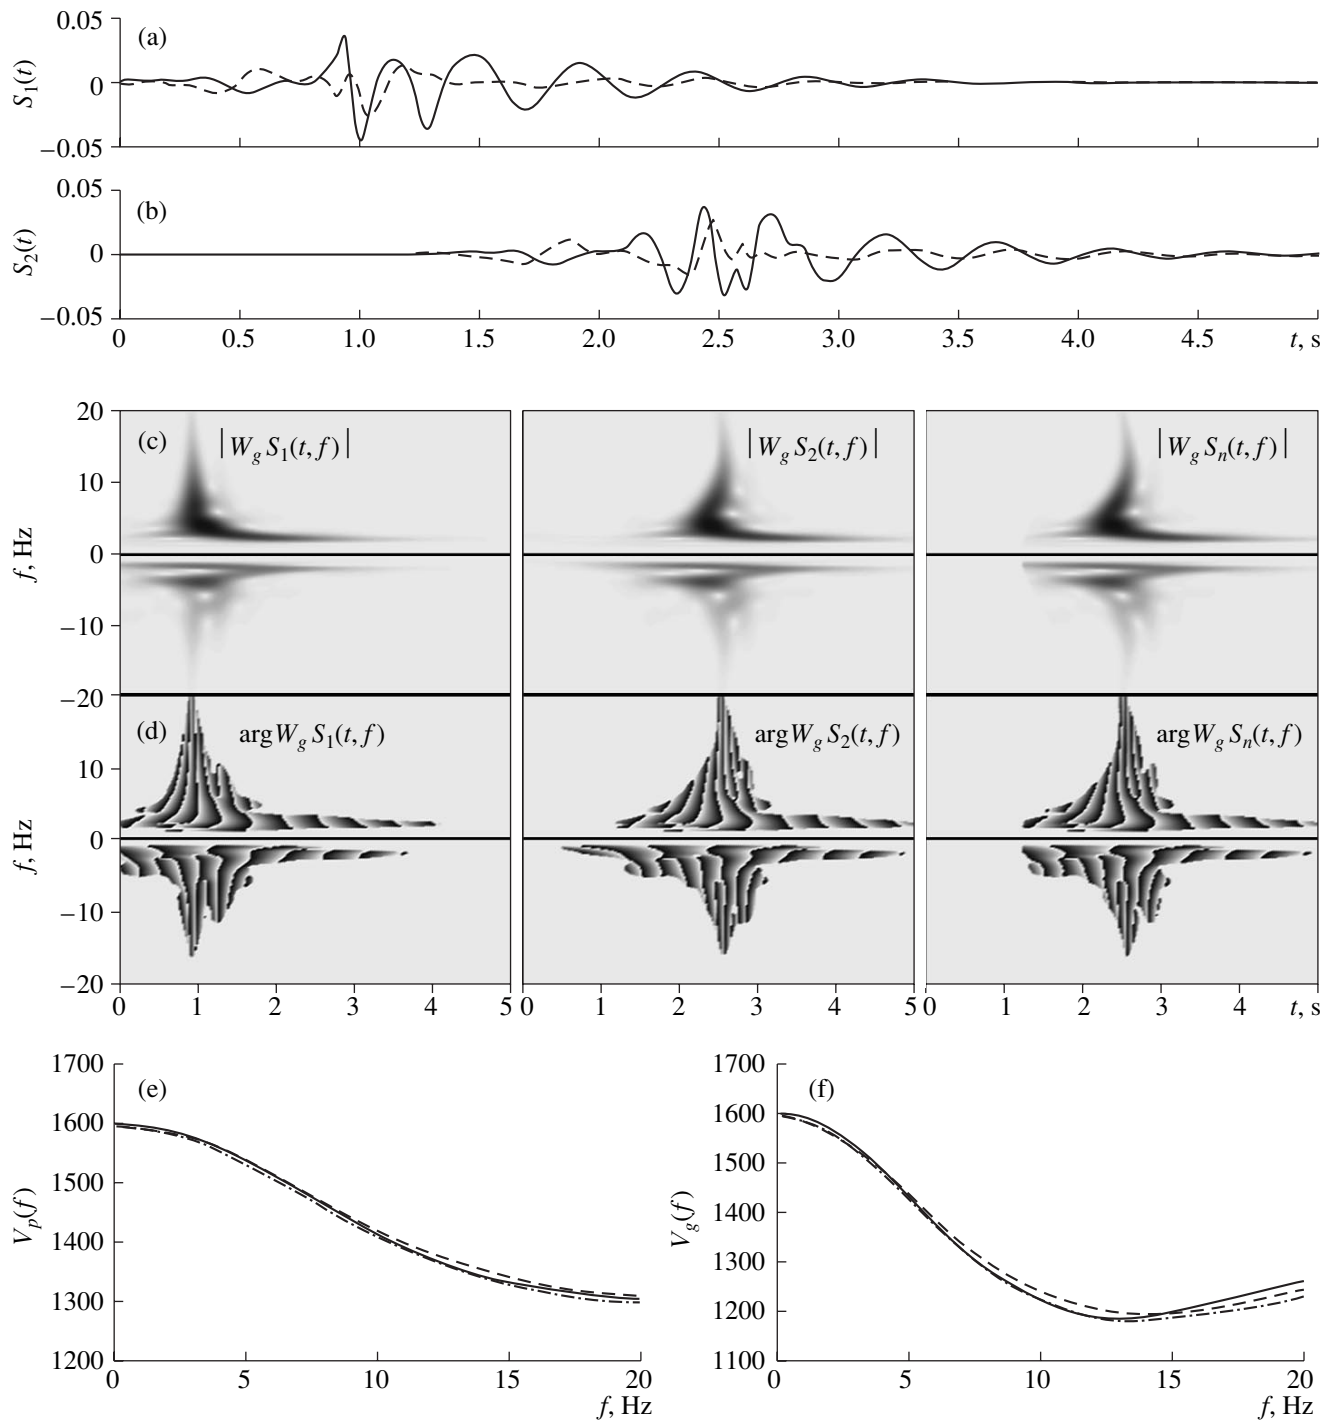 0.05
(a)
S1(t)
0
−0.05
0.05
(b)
S2(t)
0
−0.05
0 0.5 1.0 1.5 2.0 2.5 3.0 3.5 4.0 4.5 t, s
20
(c) |WgS1(t, f)| |WgS2(t, f)| |WgSn(t, f)|
10
f, Hz
0
−10
−20
(d) argWgS1(t, f) argWgS2(t, f) argWgSn(t, f)
10
f, Hz
0
−10
−20
0 1 2 3 4 5 0 1 2 3 4 5 0 1 2 3 4 t, s
1700
(e)
1600
1500
Vp(f)
1400
1300
1200
0 5 10 15 20
f, Hz
1700
(f)
1600
1500
1400
Vg(f)
1300
1200
1100
0 5 10 15 20
f, Hz